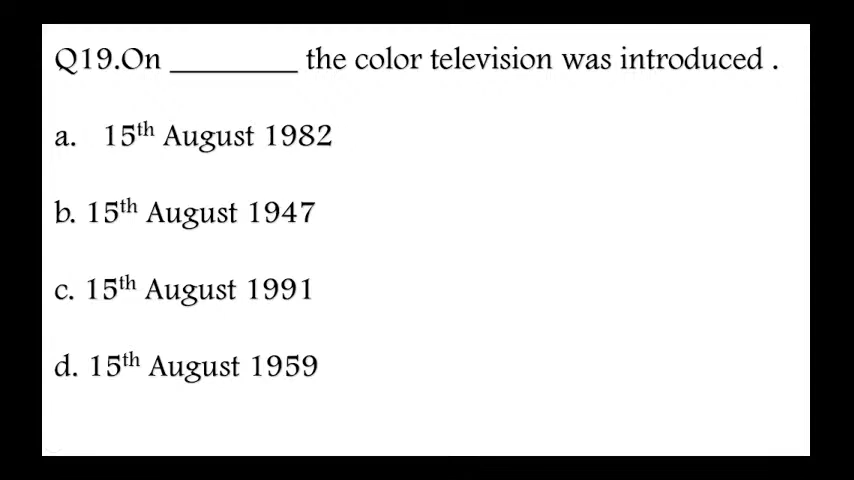 Q19.On ________ the color television was introduced .
a. 15th August 1982
b. 15th August 1947
c. 15th August 1991
d. 15th August 1959